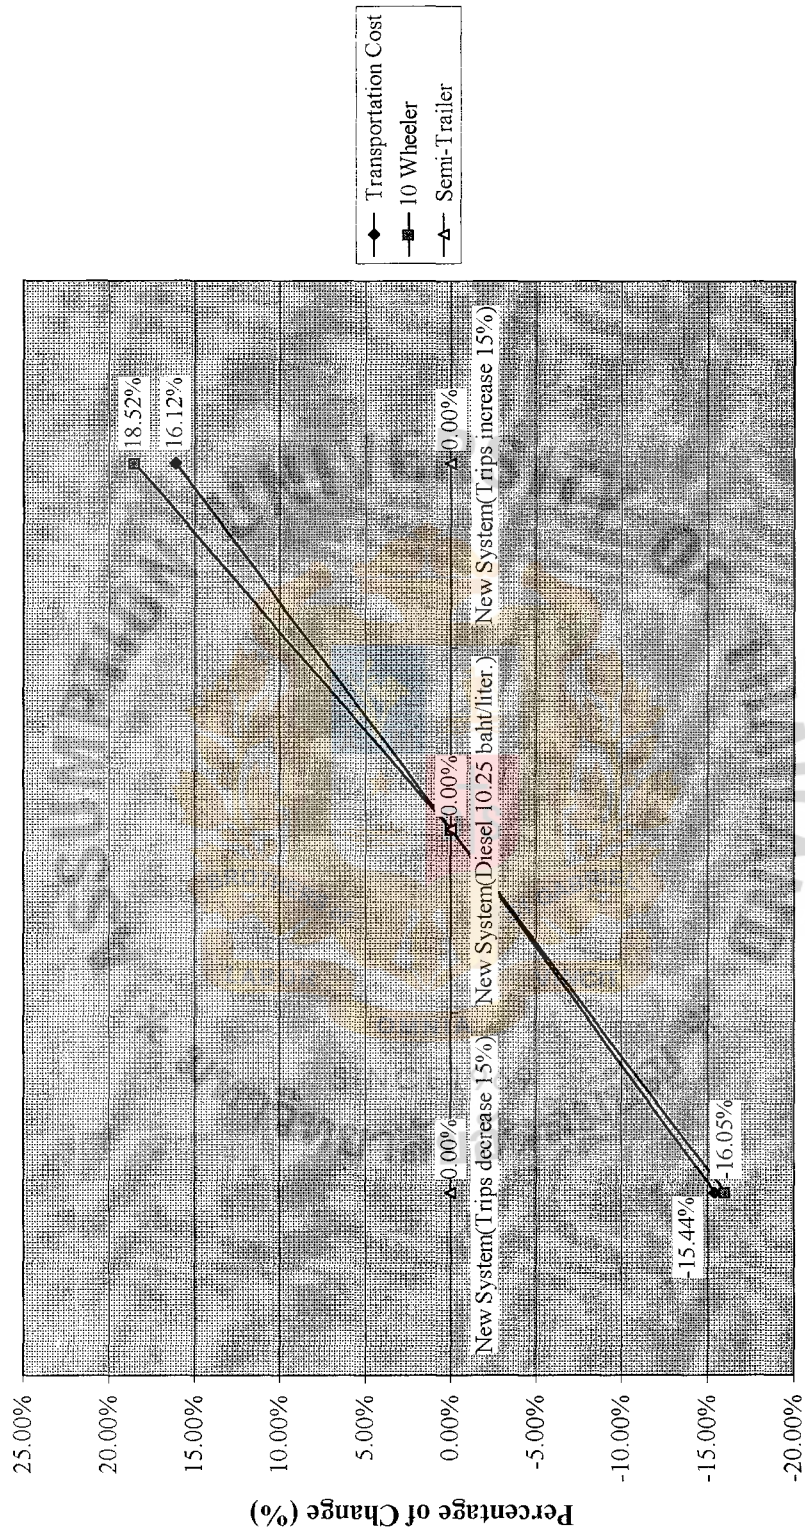 25.00%
20.00%
15.00%
10.00%
5.00%
0.00%
-5.00%
-10.00%
-15.00%
-20.00%
Percentage of Change (%)
18.52%
16.12%
0.00%
0.00%
0.00%
New System(Trips decrease 15%)
New System(Diesel 10.25 baht/liter.)
New System(Trips increase 15%)
-15.44%
-16.05%
Transportation Cost
10 Wheeler
Semi-Trailer